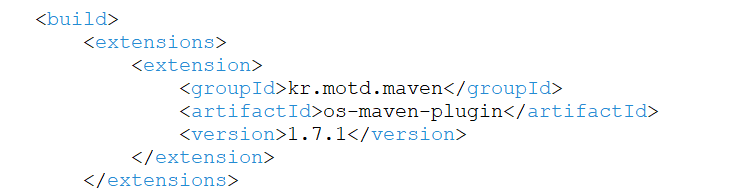 <build>
<extensions>
<extension>
<groupId>kr.motd.maven</groupId>
<artifactId>os-maven-plugin</artifactId>
<version>1.7.1</version>
</extension>
</extensions>